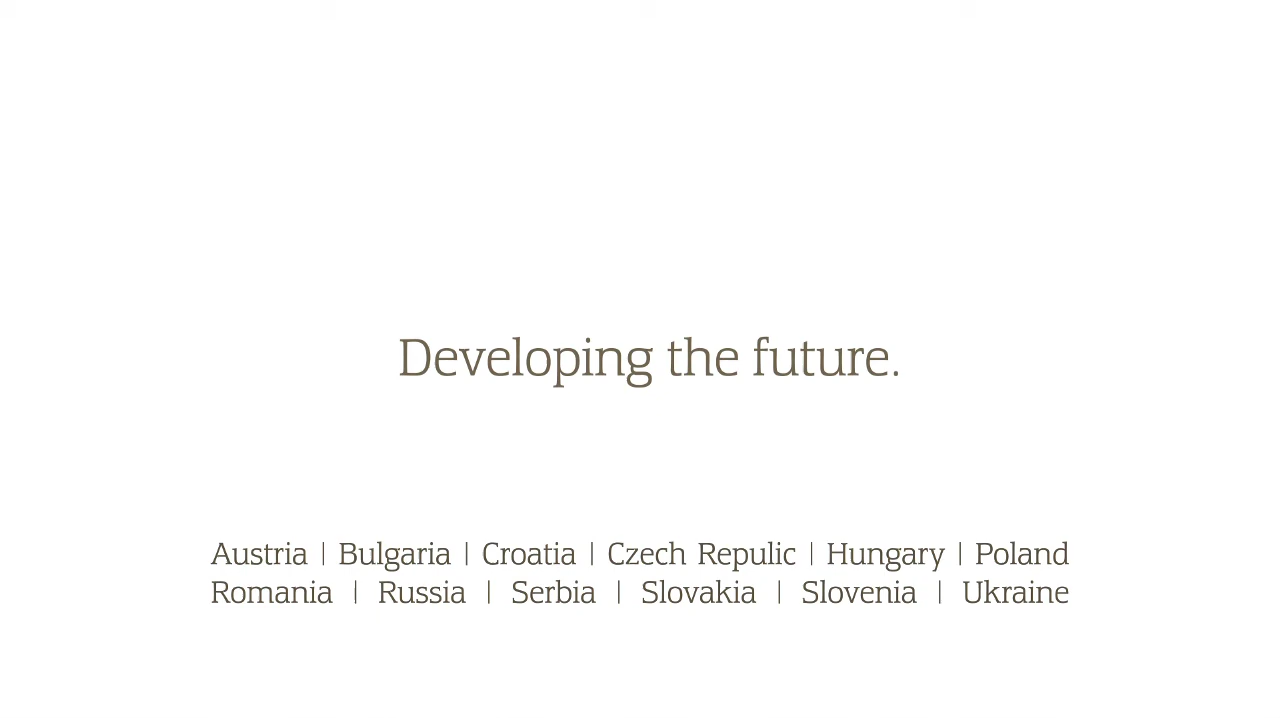 Developing the future.
Austria | Bulgaria | Croatia | Czech Repulic | Hungary | Poland
Romania | Russia | Serbia | Slovakia | Slovenia | Ukraine